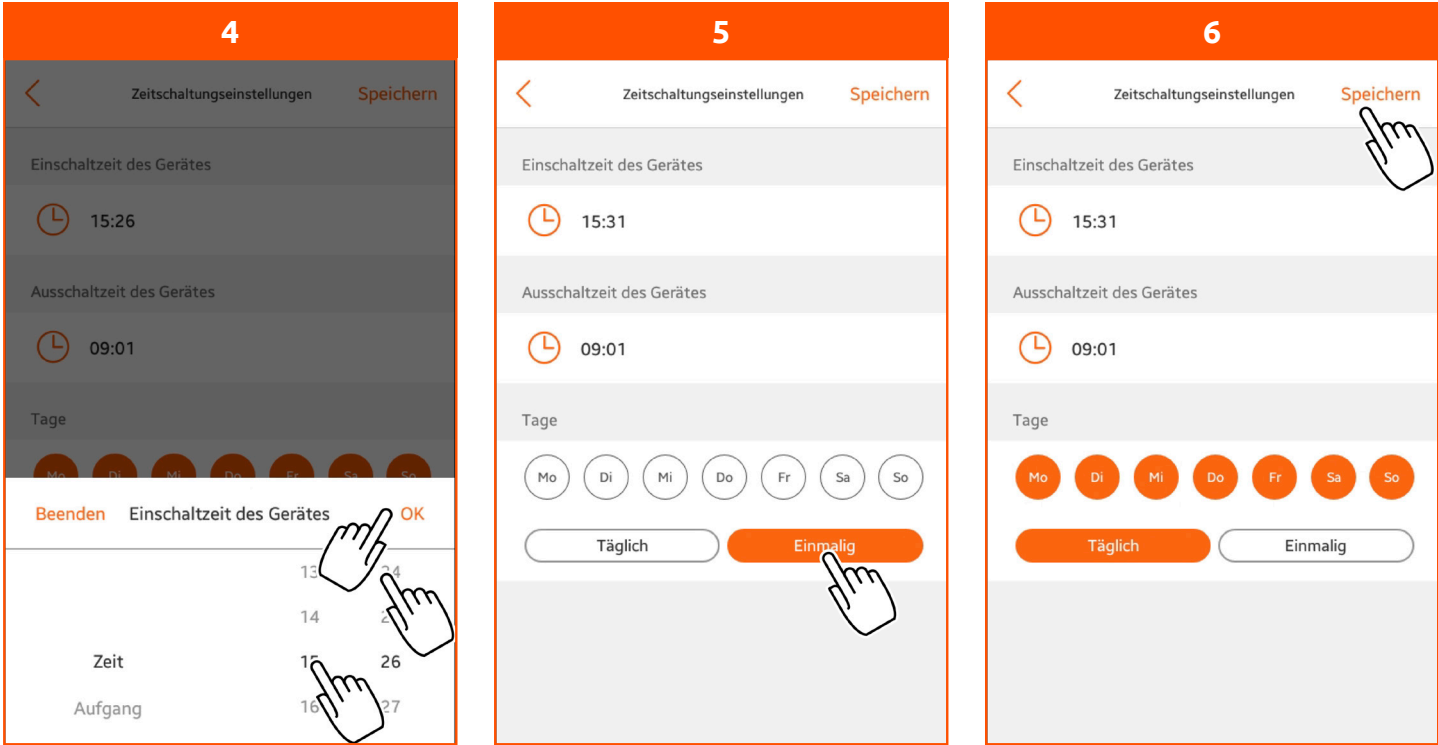 4
Zeitschaltungseinstellungen Speichern
Einschaltzeit des Gerätes
15:26
Ausschaltzeit des Gerätes
09:01
Tage
Mo Di Mi Do Fr Sa So
Beenden Einschaltzeit des Gerätes OK
13 24
14
Zeit 15 26
Aufgang 16 27
5
Zeitschaltungseinstellungen Speichern
Einschaltzeit des Gerätes
15:31
Ausschaltzeit des Gerätes
09:01
Tage
Mo Di Mi Do Fr Sa So
Täglich Einmalig
6
Zeitschaltungseinstellungen Speichern
Einschaltzeit des Gerätes
15:31
Ausschaltzeit des Gerätes
09:01
Tage
Mo Di Mi Do Fr Sa So
Täglich Einmalig